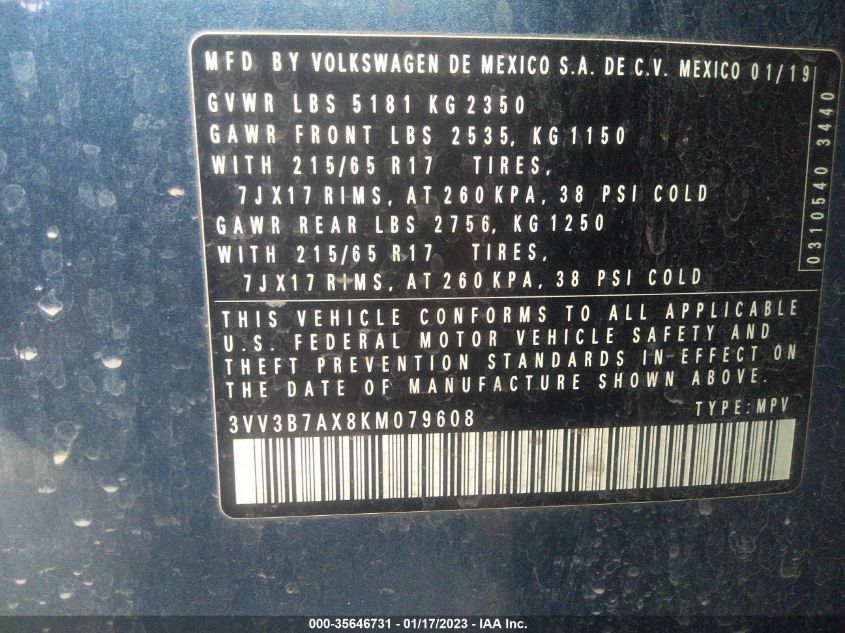 MFD BY VOLKSWAGEN DE MEXICO S.A. DE C.V. MEXICO 01/19
GVWR LBS 5181 KG 2350
GAWR FRONT LBS 2535, KG 1150
WITH 215/65 R17 TIRES,
7JX17 RIMS, AT 260 KPA, 38 PSI COLD
GAWR REAR LBS 2756, KG 1250
WITH 215/65 R17 TIRES,
7JX17 RIMS, AT 260 KPA, 38 PSI COLD
0310540 3440
THIS VEHICLE CONFORMS TO ALL APPLICABLE
U.S. FEDERAL MOTOR VEHICLE SAFETY AND
THEFT PREVENTION STANDARDS IN EFFECT ON
THE DATE OF MANUFACTURE SHOWN ABOVE.
3VV3B7AX8KM079608 TYPE: MPV
000-35646731 - 01/17/2023 - IAA Inc.